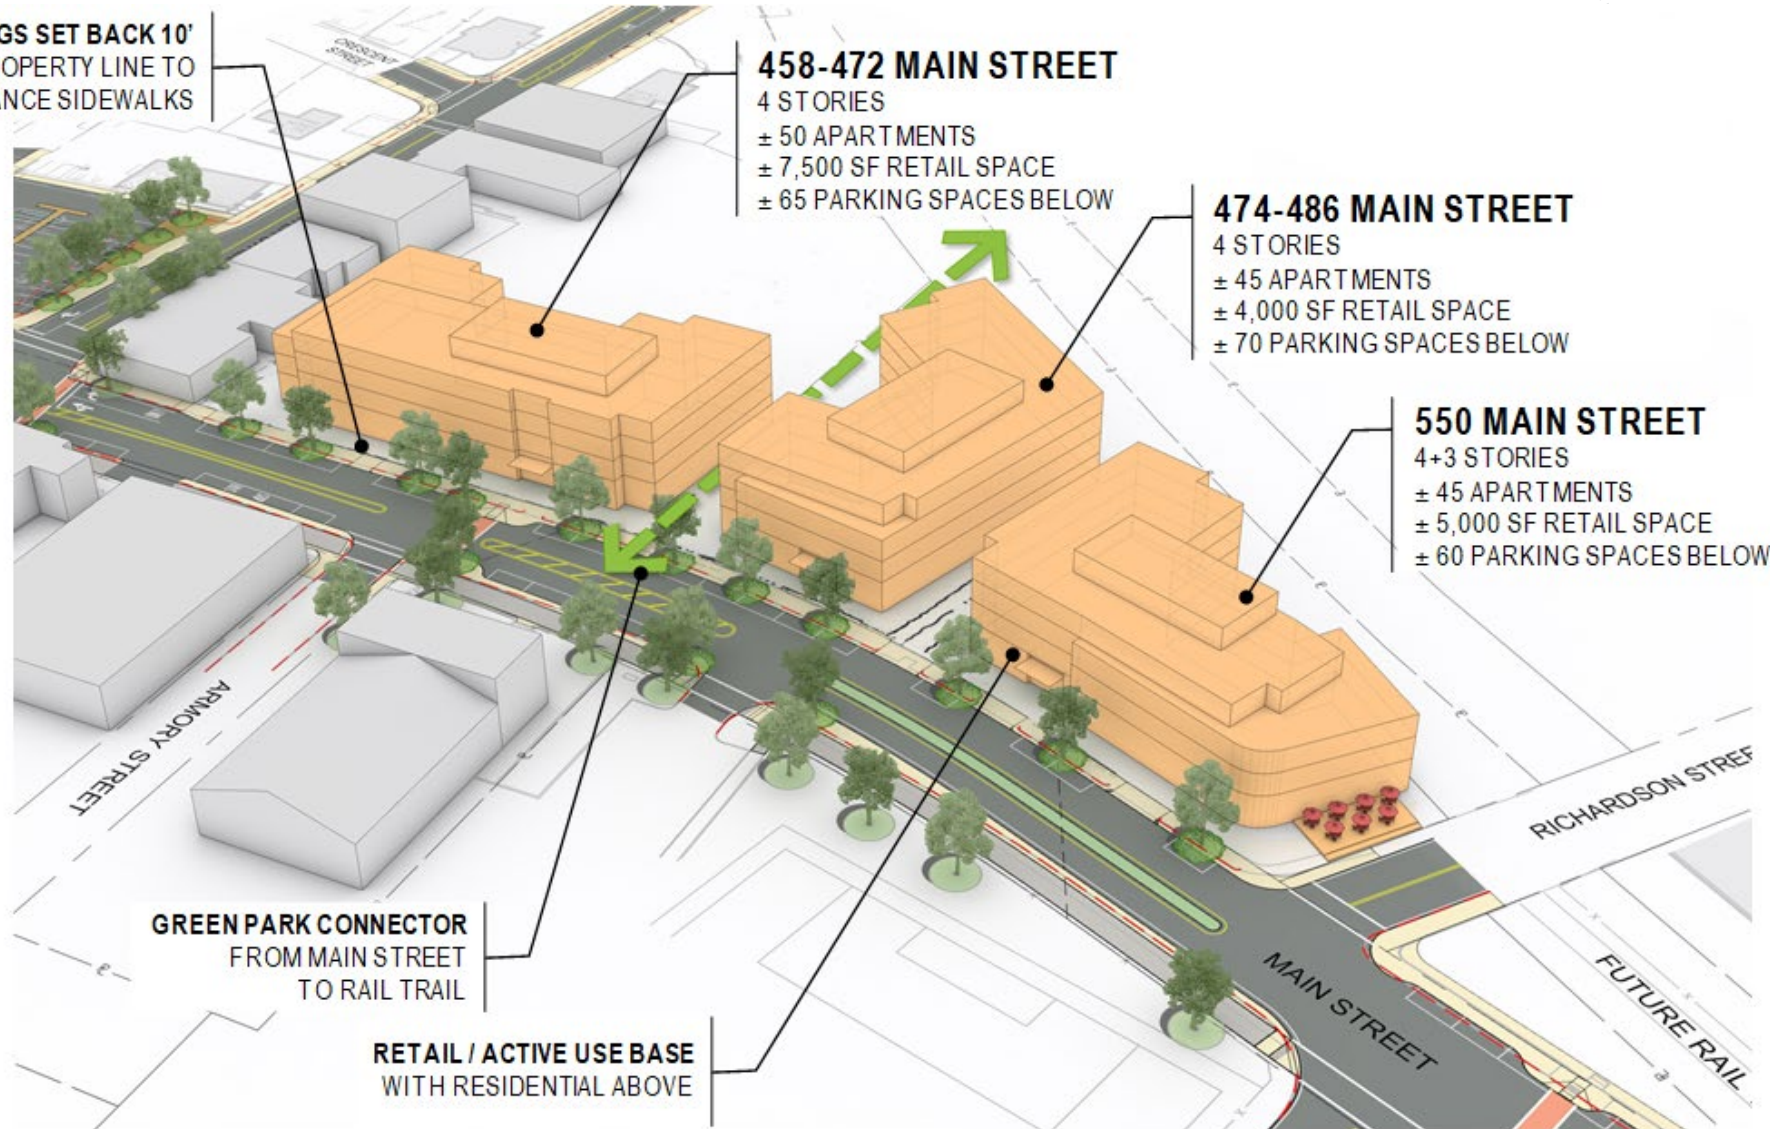 GS SET BACK 10'
OPERTY LINE TO
ANCE SIDEWALKS
CRESCENT
STREET
458-472 MAIN STREET
4 STORIES
± 50 APARTMENTS
± 7,500 SF RETAIL SPACE
± 65 PARKING SPACES BELOW
474-486 MAIN STREET
4 STORIES
± 45 APARTMENTS
± 4,000 SF RETAIL SPACE
± 70 PARKING SPACES BELOW
550 MAIN STREET
4+3 STORIES
± 45 APARTMENTS
± 5,000 SF RETAIL SPACE
± 60 PARKING SPACES BELOW
ARMORY STREET
RICHARDSON STREE
GREEN PARK CONNECTOR
FROM MAIN STREET
TO RAIL TRAIL
MAIN STREET
FUTURE RAIL
RETAIL / ACTIVE USE BASE
WITH RESIDENTIAL ABOVE